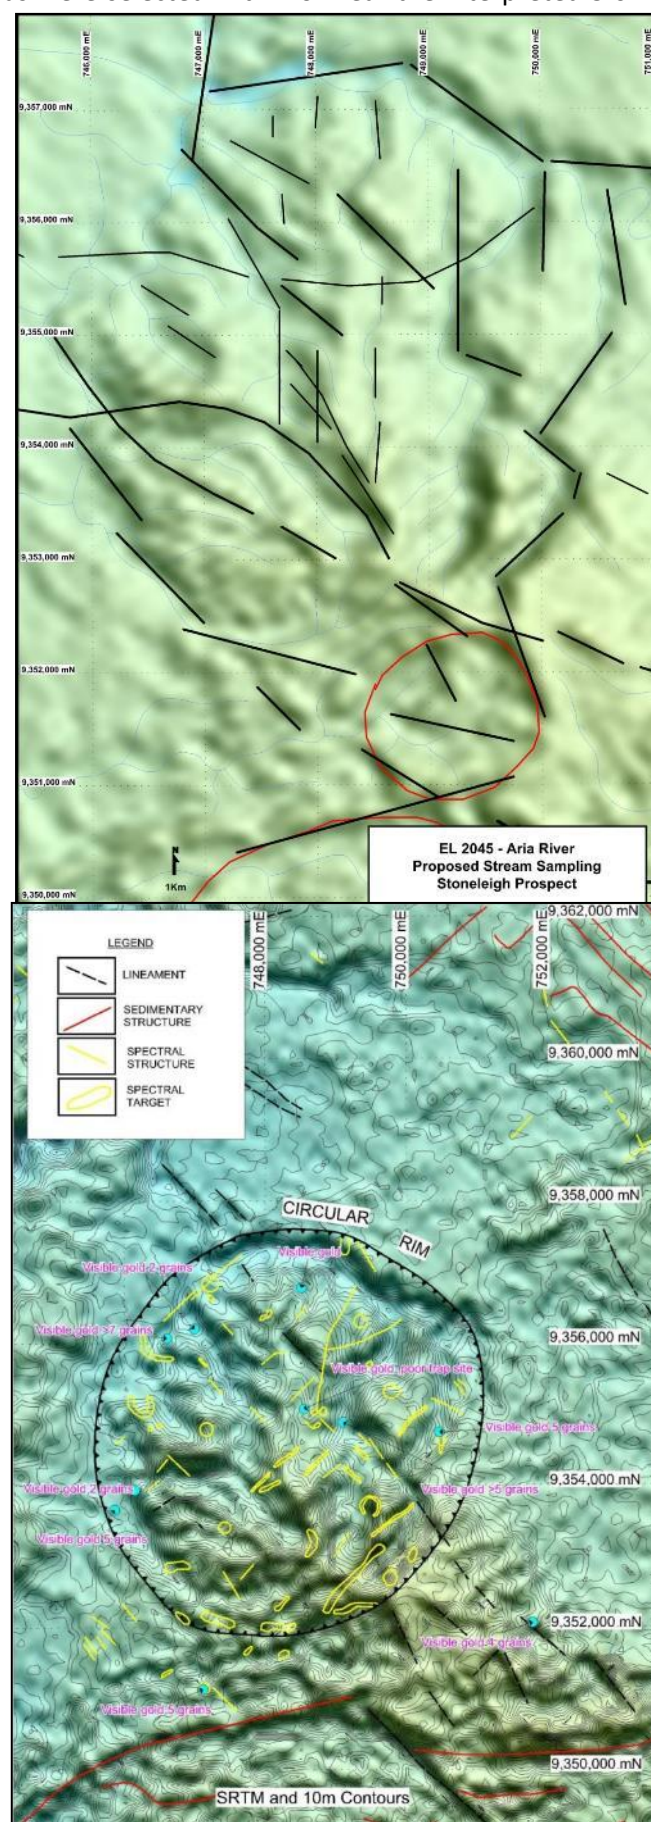 746,000 mE
747,000 mE
748,000 mE
749,000 mE
750,000 mE
751,000
9,357,000 mN
9,356,000 mN
9,355,000 mN
9,354,000 mN
9,353,000 mN
9,352,000 mN
9,351,000 mN
9,350,000 mN
N
1Km
EL 2045 - Aria River
Proposed Stream Sampling
Stoneleigh Prospect
LEGEND
LINEAMENT
SEDIMENTARY
STRUCTURE
SPECTRAL
STRUCTURE
SPECTRAL
TARGET
748,000 mE
750,000 mE
752,000 mE
9,362,000 mN
9,360,000 mN
9,358,000 mN
CIRCULAR
RIM
Visible gold
Visible gold 2 grains
Visible gold >7 grains
9,356,000 mN
Visible gold, poor trap site
Visible gold 5 grains
Visible gold 2 grains
Visible gold >5 grains
9,354,000 mN
Visible gold 5 grains
9,352,000 mN
Visible gold 4 grains
Visible gold 5 grains
9,350,000 mN
SRTM and 10m Contours